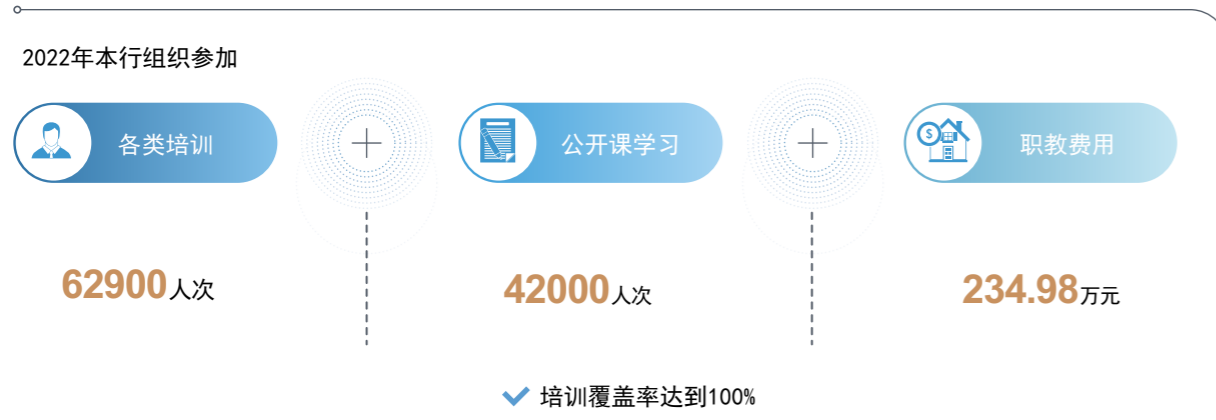 2022年本行组织参加
各类培训
公开课学习
职教费用
62900人次
42000人次
234.98万元
培训覆盖率达到100%